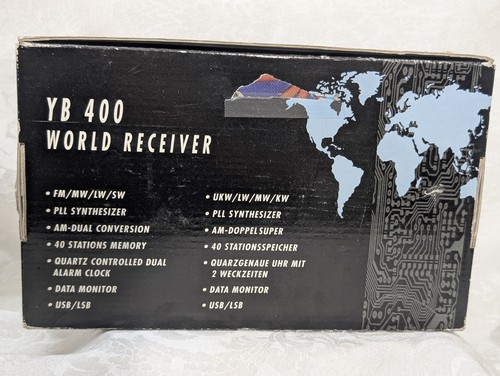 YB 400
WORLD RECEIVER
• FM/MW/LW/SW
• PLL SYNTHESIZER
• AM-DUAL CONVERSION
• 40 STATIONS MEMORY
• QUARTZ CONTROLLED DUAL
ALARM CLOCK
• DATA MONITOR
• USB/LSB
• UKW/LW/MW/KW
• PLL SYNTHESIZER
• AM-DOPPELSUPER
• 40 STATIONSSPEICHER
• QUARZGENAUE UHR MIT
2 WECKZEITEN
• DATA MONITOR
• USB/LSB